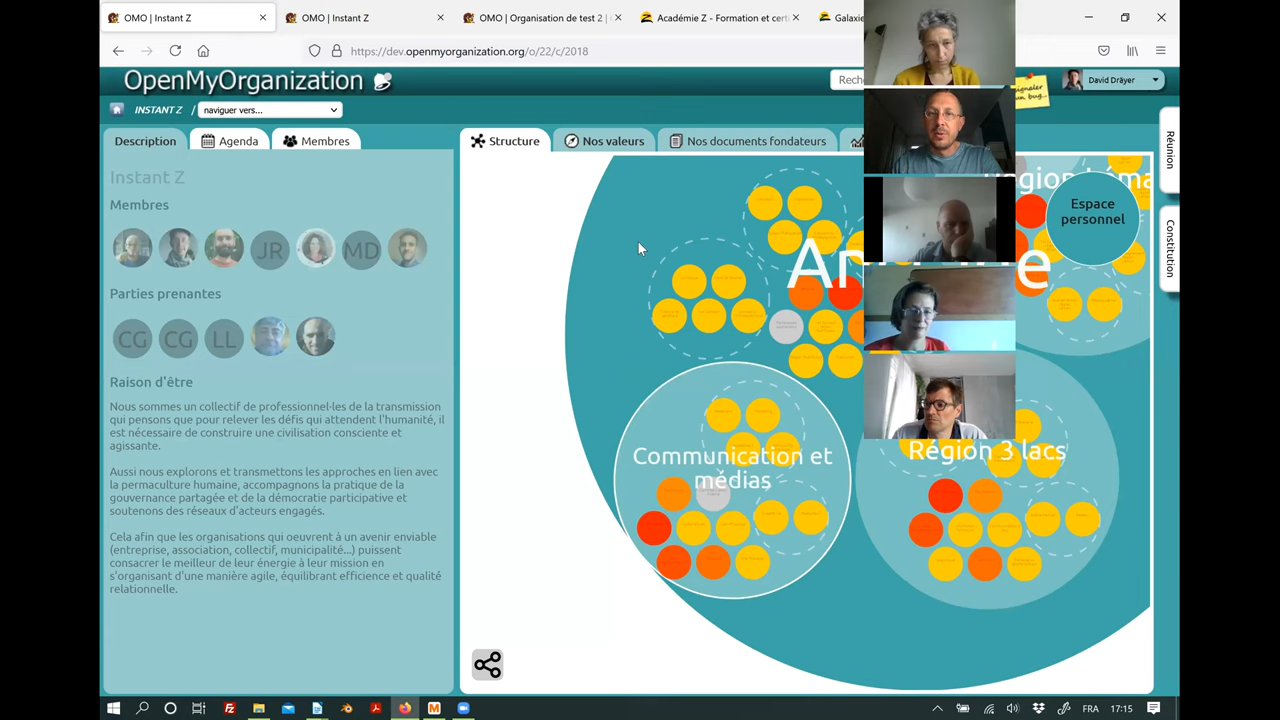 OMO | Instant Z
OMO | Instant Z
OMO | Organisation de test 2 |
Académie Z - Formation et certi
Galaxie
https://dev.openmyorganization.org/o/22/c/2018
OpenMyOrganization
Reche
ignaler
un bug...
David Dräyer
INSTANT Z / naviguer vers...
Description
Agenda
Membres
Structure
Nos valeurs
Nos documents fondateurs
Réunion
Constitution
Instant Z
Membres
JR
MD
Parties prenantes
CG
CG
LL
Raison d'être
Nous sommes un collectif de professionnel·les de la transmission
qui pensons que pour relever les défis qui attendent l'humanité, il
est nécessaire de construire une civilisation consciente et
agissante.
Aussi nous explorons et transmettons les approches en lien avec
la permaculture humaine, accompagnons la pratique de la
gouvernance partagée et de la démocratie participative et
soutenons des réseaux d'acteurs engagés.
Cela afin que les organisations qui oeuvrent à un avenir enviable
(entreprise, association, collectif, municipalité...) puissent
consacrer le meilleur de leur énergie à leur mission en
s'organisant d'une manière agile, équilibrant efficience et qualité
relationnelle.
Espace
personnel
Communication et
médias
Région 3 lacs
FRA
17:15